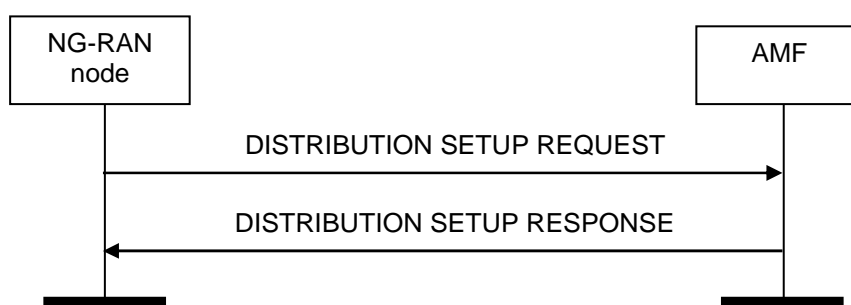 NG-RAN
node
AMF
DISTRIBUTION SETUP REQUEST
DISTRIBUTION SETUP RESPONSE